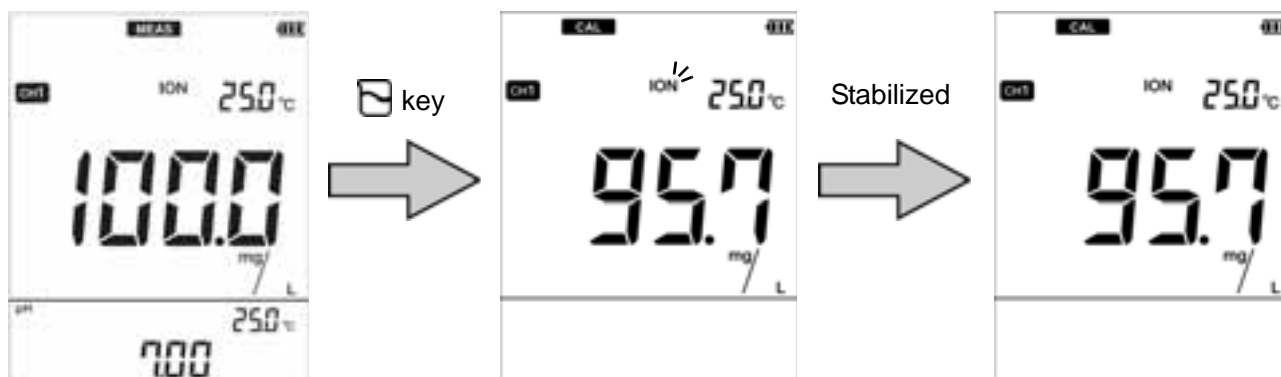 MEAS
CH1 ION 25.0 °C
100.0
mg/L
pH 25.0 °C
7.00
key
CAL
CH1 ION 25.0 °C
95.7
mg/L
Stabilized
CAL
CH1 ION 25.0 °C
95.7
mg/L